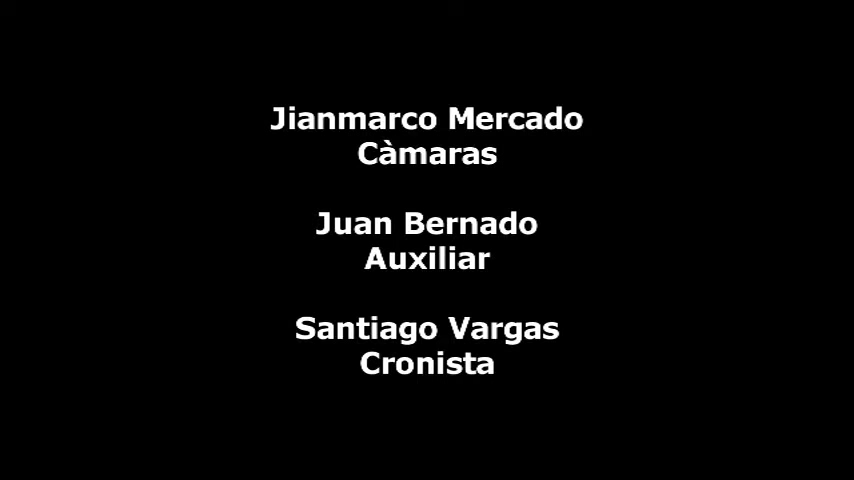 Jianmarco Mercado
Càmaras
Juan Bernado
Auxiliar
Santiago Vargas
Cronista